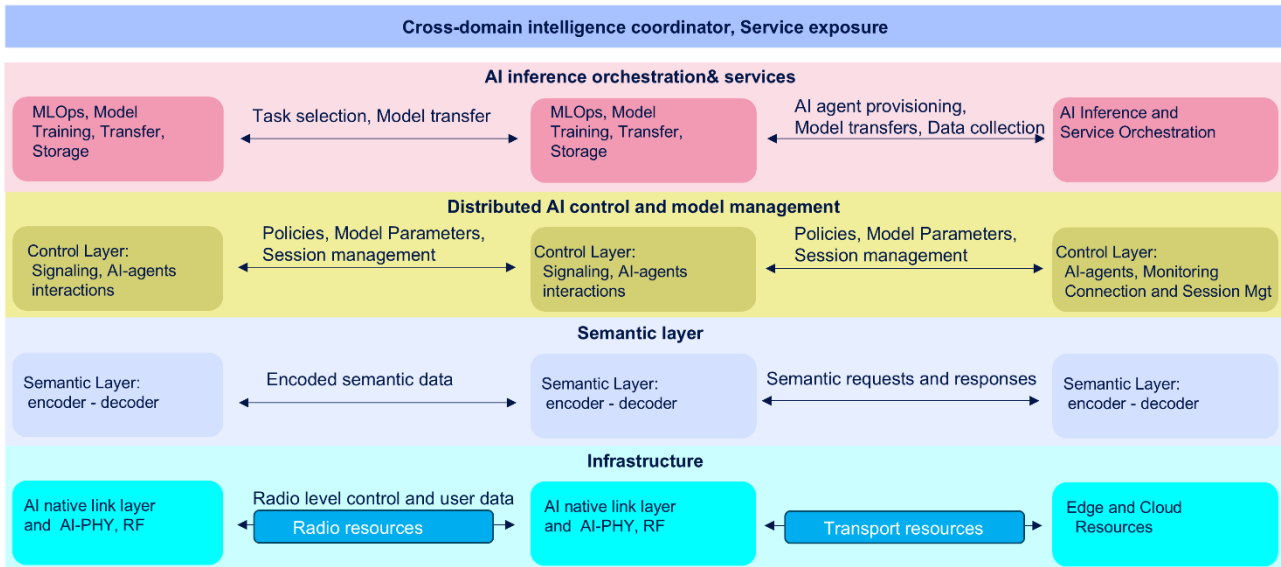 Cross-domain intelligence coordinator, Service exposure
AI inference orchestration& services
MLOps, Model
Training, Transfer,
Storage
Task selection, Model transfer
MLOps, Model
Training, Transfer,
Storage
AI agent provisioning,
Model transfers, Data collection
AI Inference and
Service Orchestration
Distributed AI control and model management
Control Layer:
Signaling, AI-agents
interactions
Policies, Model Parameters,
Session management
Control Layer:
Signaling, AI-agents
interactions
Policies, Model Parameters,
Session management
Control Layer:
AI-agents, Monitoring
Connection and Session Mgt
Semantic layer
Semantic Layer:
encoder - decoder
Encoded semantic data
Semantic Layer:
encoder - decoder
Semantic requests and responses
Semantic Layer:
encoder - decoder
Infrastructure
AI native link layer
and AI-PHY, RF
Radio level control and user data
Radio resources
AI native link layer
and AI-PHY, RF
Transport resources
Edge and Cloud
Resources